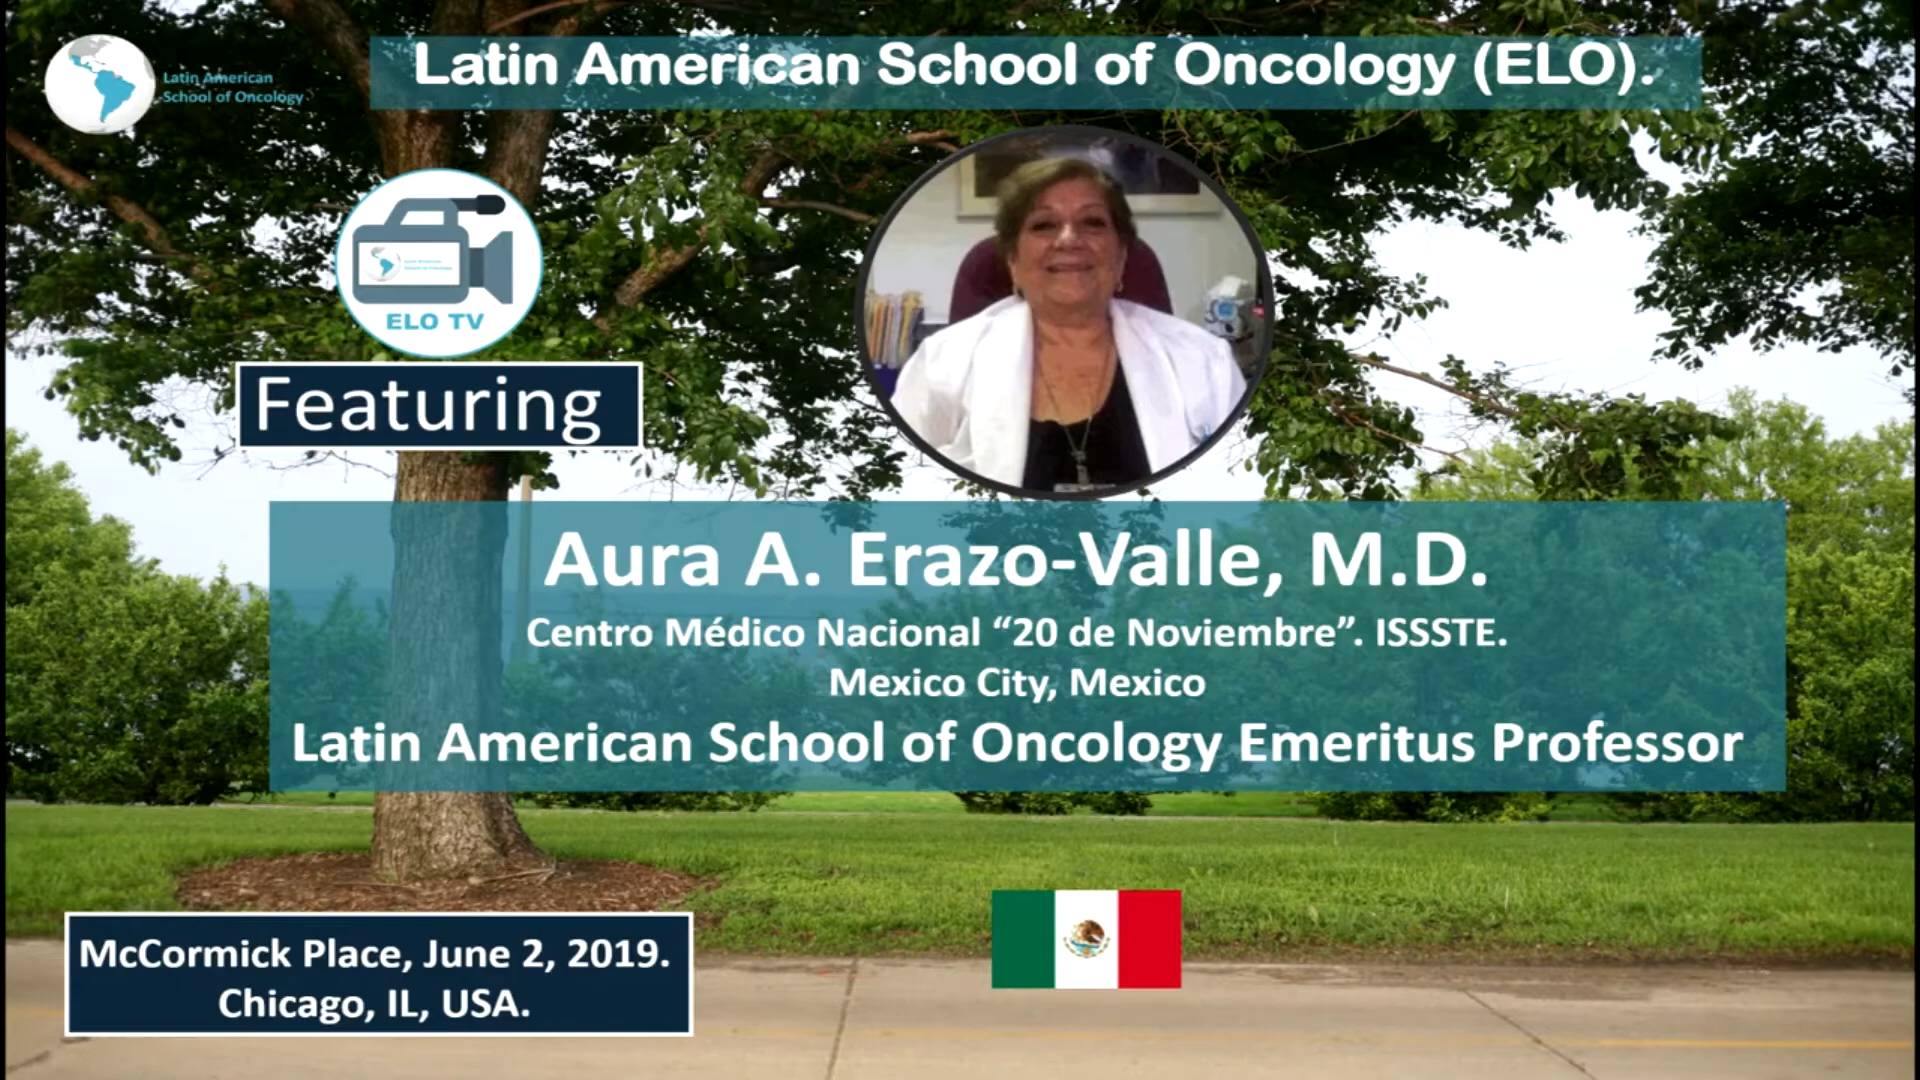 Latin American
School of Oncology
Latin American School of Oncology (ELO).
ELO TV
Featuring
Aura A. Erazo-Valle, M.D.
Centro Médico Nacional “20 de Noviembre”. ISSSTE.
Mexico City, Mexico
Latin American School of Oncology Emeritus Professor
McCormick Place, June 2, 2019.
Chicago, IL, USA.